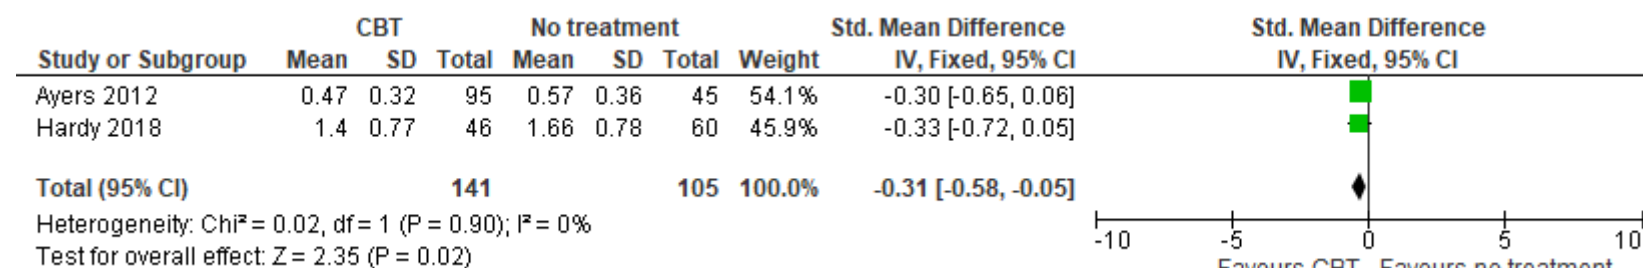 CBT No treatment Std. Mean Difference Std. Mean Difference
Study or Subgroup Mean SD Total Mean SD Total Weight IV, Fixed, 95% CI IV, Fixed, 95% CI
Ayers 2012 0.47 0.32 95 0.57 0.36 45 54.1% -0.30 [-0.65, 0.06]
Hardy 2018 1.4 0.77 46 1.66 0.78 60 45.9% -0.33 [-0.72, 0.05]
Total (95% CI) 141 105 100.0% -0.31 [-0.58, -0.05]
Heterogeneity: Chi² = 0.02, df = 1 (P = 0.90); I² = 0%
Test for overall effect: Z = 2.35 (P = 0.02)
-10 -5 0 5 10
Favours CBT Favours no treatment